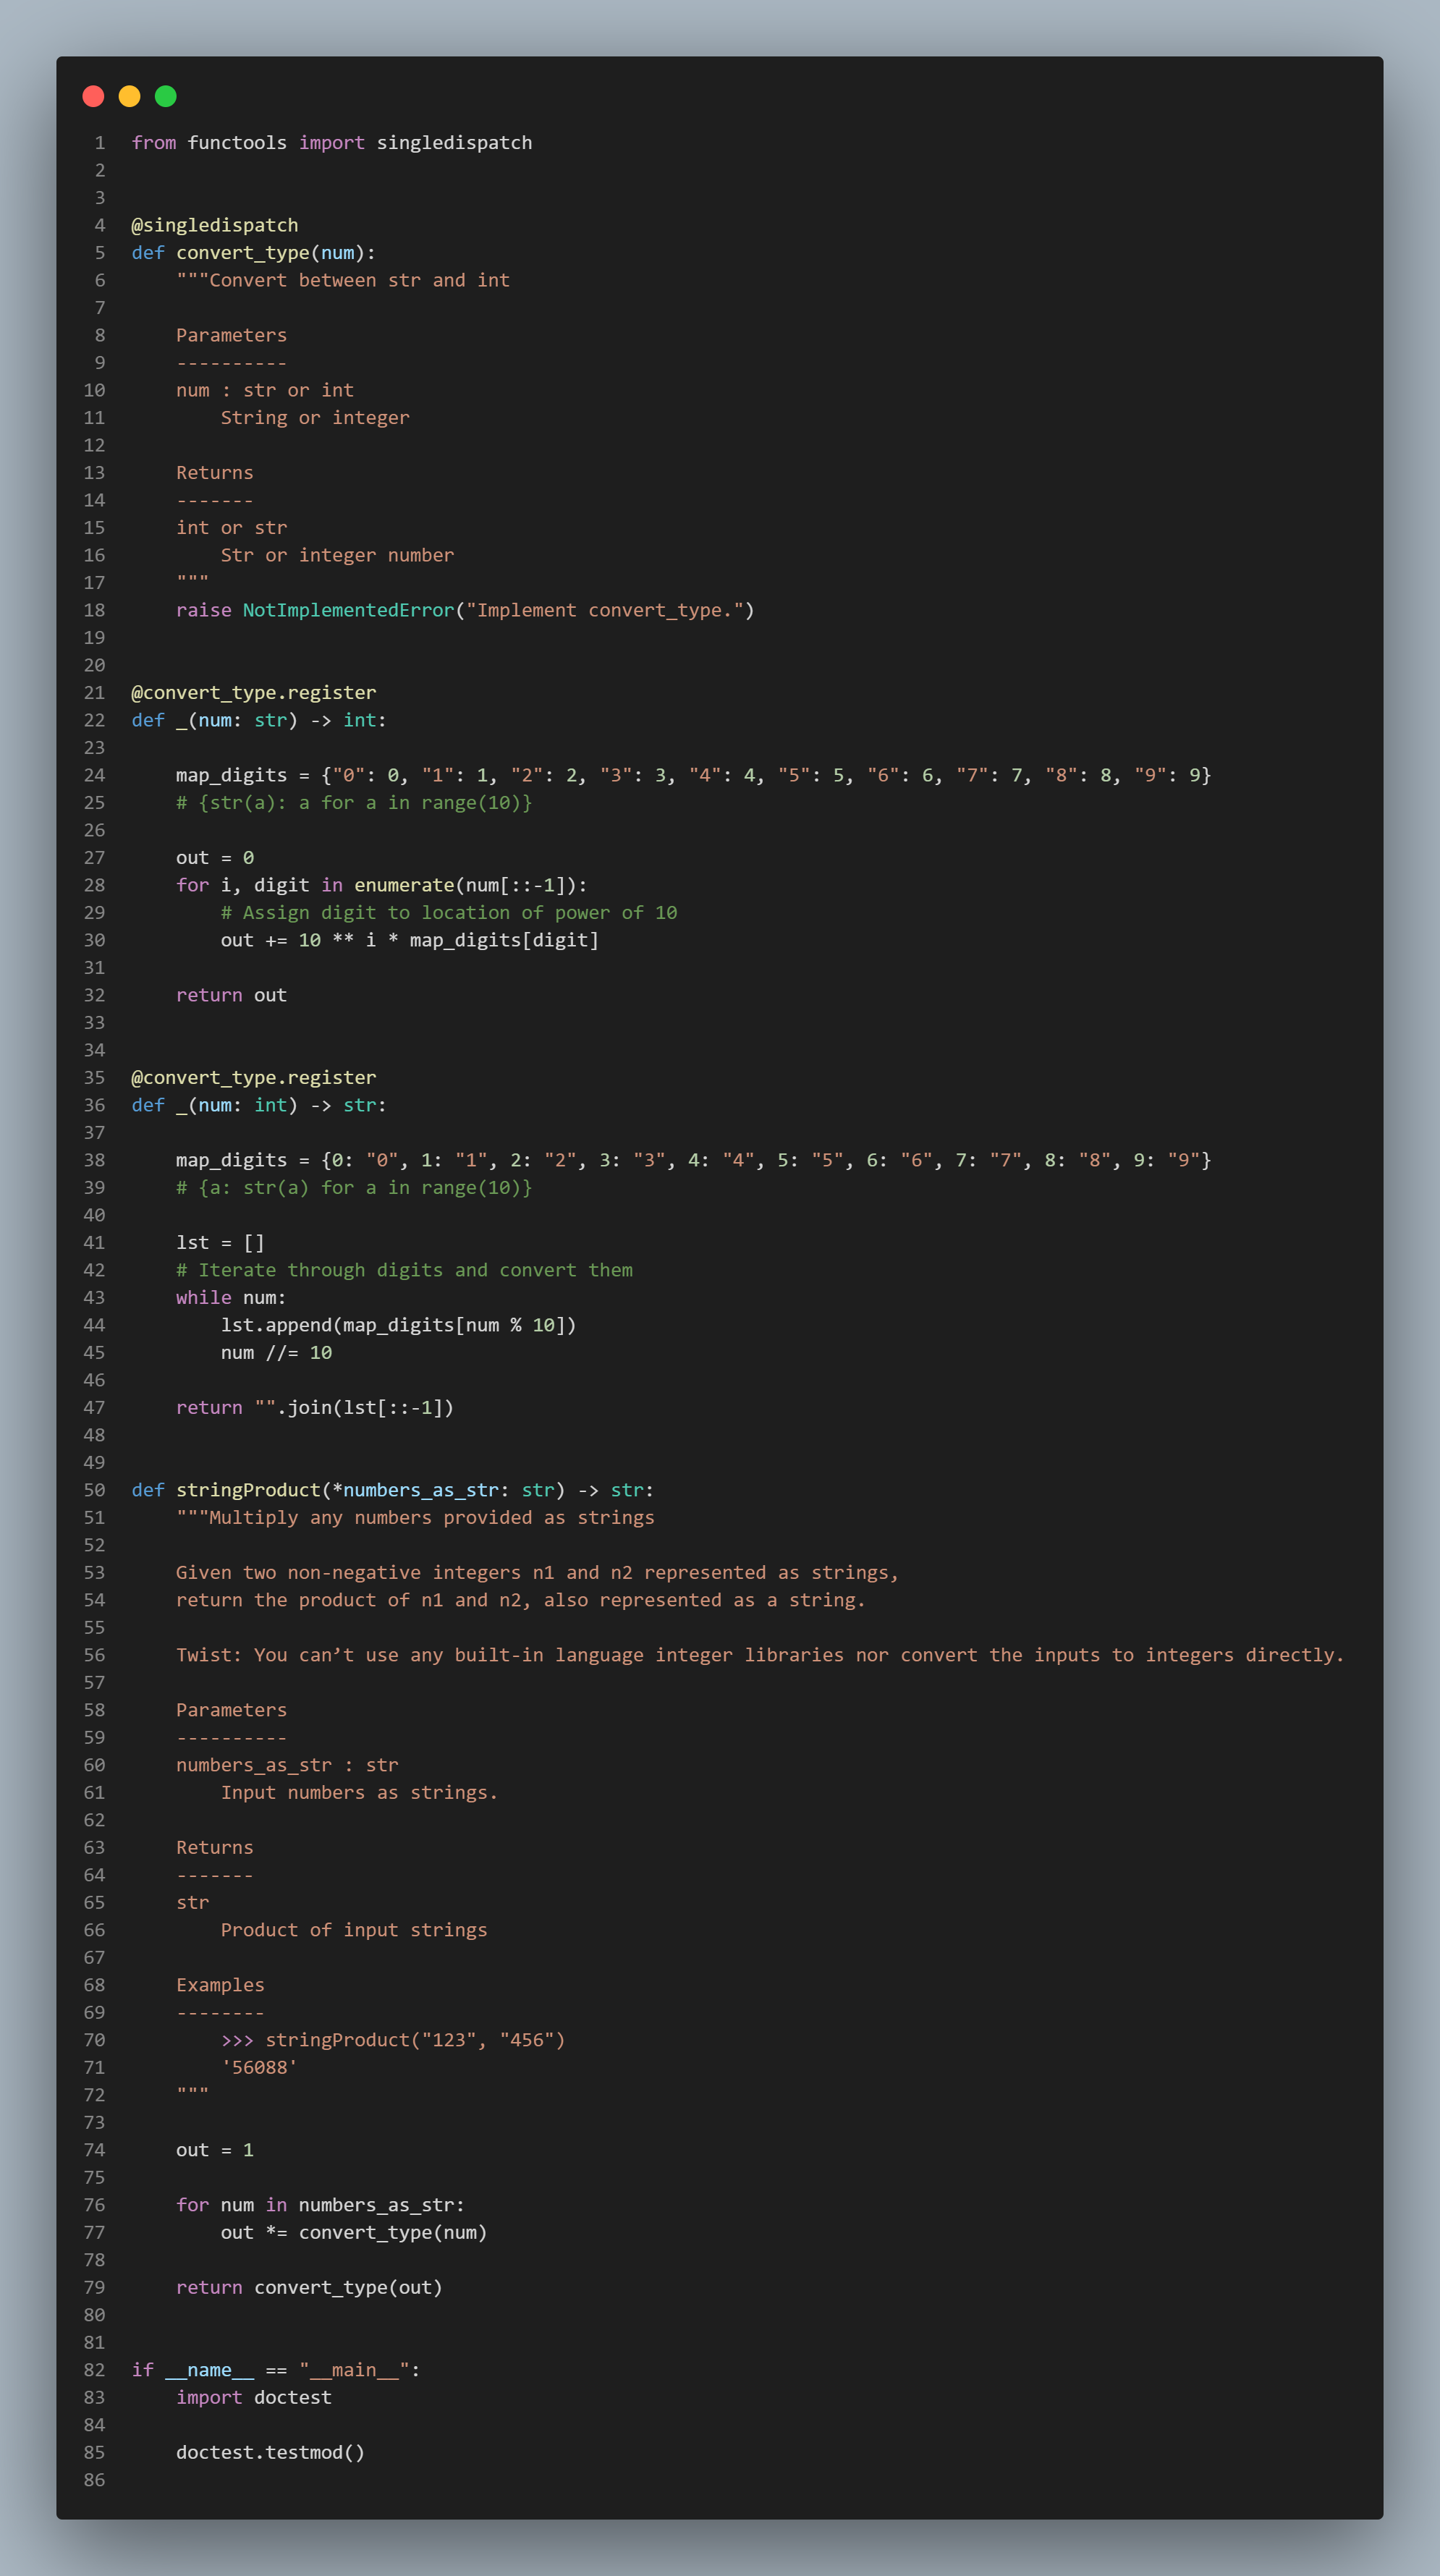 1 from functools import singledispatch
2
3
4 @singledispatch
5 def convert_type(num):
6     """Convert between str and int
7
8     Parameters
9     ----------
10     num : str or int
11         String or integer
12
13     Returns
14     -------
15     int or str
16         Str or integer number
17     """
18     raise NotImplementedError("Implement convert_type.")
19
20
21 @convert_type.register
22 def _(num: str) -> int:
23
24     map_digits = {"0": 0, "1": 1, "2": 2, "3": 3, "4": 4, "5": 5, "6": 6, "7": 7, "8": 8, "9": 9}
25     # {str(a): a for a in range(10)}
26
27     out = 0
28     for i, digit in enumerate(num[::-1]):
29         # Assign digit to location of power of 10
30         out += 10 ** i * map_digits[digit]
31
32     return out
33
34
35 @convert_type.register
36 def _(num: int) -> str:
37
38     map_digits = {0: "0", 1: "1", 2: "2", 3: "3", 4: "4", 5: "5", 6: "6", 7: "7", 8: "8", 9: "9"}
39     # {a: str(a) for a in range(10)}
40
41     lst = []
42     # Iterate through digits and convert them
43     while num:
44         lst.append(map_digits[num % 10])
45         num //= 10
46
47     return "".join(lst[::-1])
48
49
50 def stringProduct(*numbers_as_str: str) -> str:
51     """Multiply any numbers provided as strings
52
53     Given two non-negative integers n1 and n2 represented as strings,
54     return the product of n1 and n2, also represented as a string.
55
56     Twist: You can’t use any built-in language integer libraries nor convert the inputs to integers directly.
57
58     Parameters
59     ----------
60     numbers_as_str : str
61         Input numbers as strings.
62
63     Returns
64     -------
65     str
66         Product of input strings
67
68     Examples
69     --------
70         >>> stringProduct("123", "456")
71         '56088'
72     """
73
74     out = 1
75
76     for num in numbers_as_str:
77         out *= convert_type(num)
78
79     return convert_type(out)
80
81
82 if __name__ == "__main__":
83     import doctest
84
85     doctest.testmod()
86